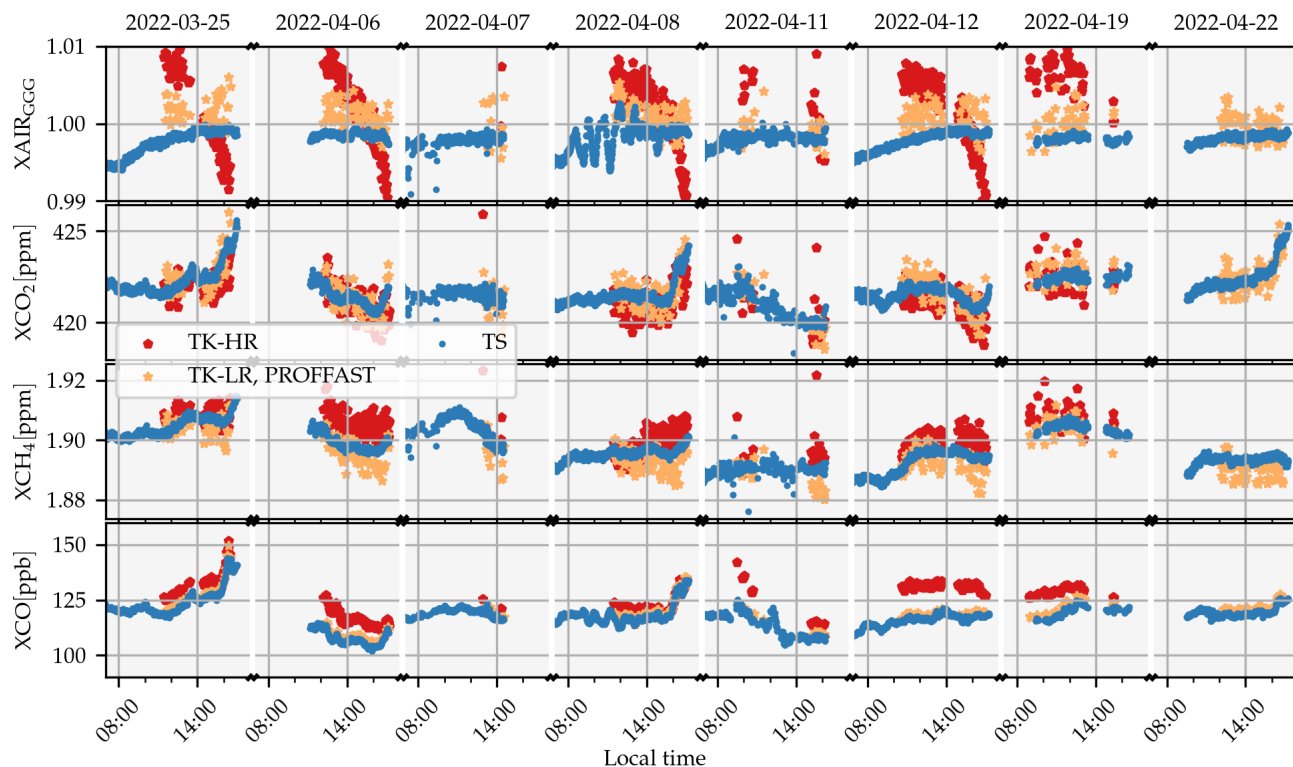 2022-03-25 2022-04-06 2022-04-07 2022-04-08 2022-04-11 2022-04-12 2022-04-19 2022-04-22
XAIR_GGG
1.01
1.00
0.99
XCO₂[ppm]
425
420
TK-HR TS
TK-LR, PROFFAST
XCH₄[ppm]
1.92
1.90
1.88
XCO[ppb]
150
125
100
08:00 14:00 08:00 14:00 08:00 14:00 08:00 14:00 08:00 14:00 08:00 14:00 08:00 14:00 08:00 14:00
Local time